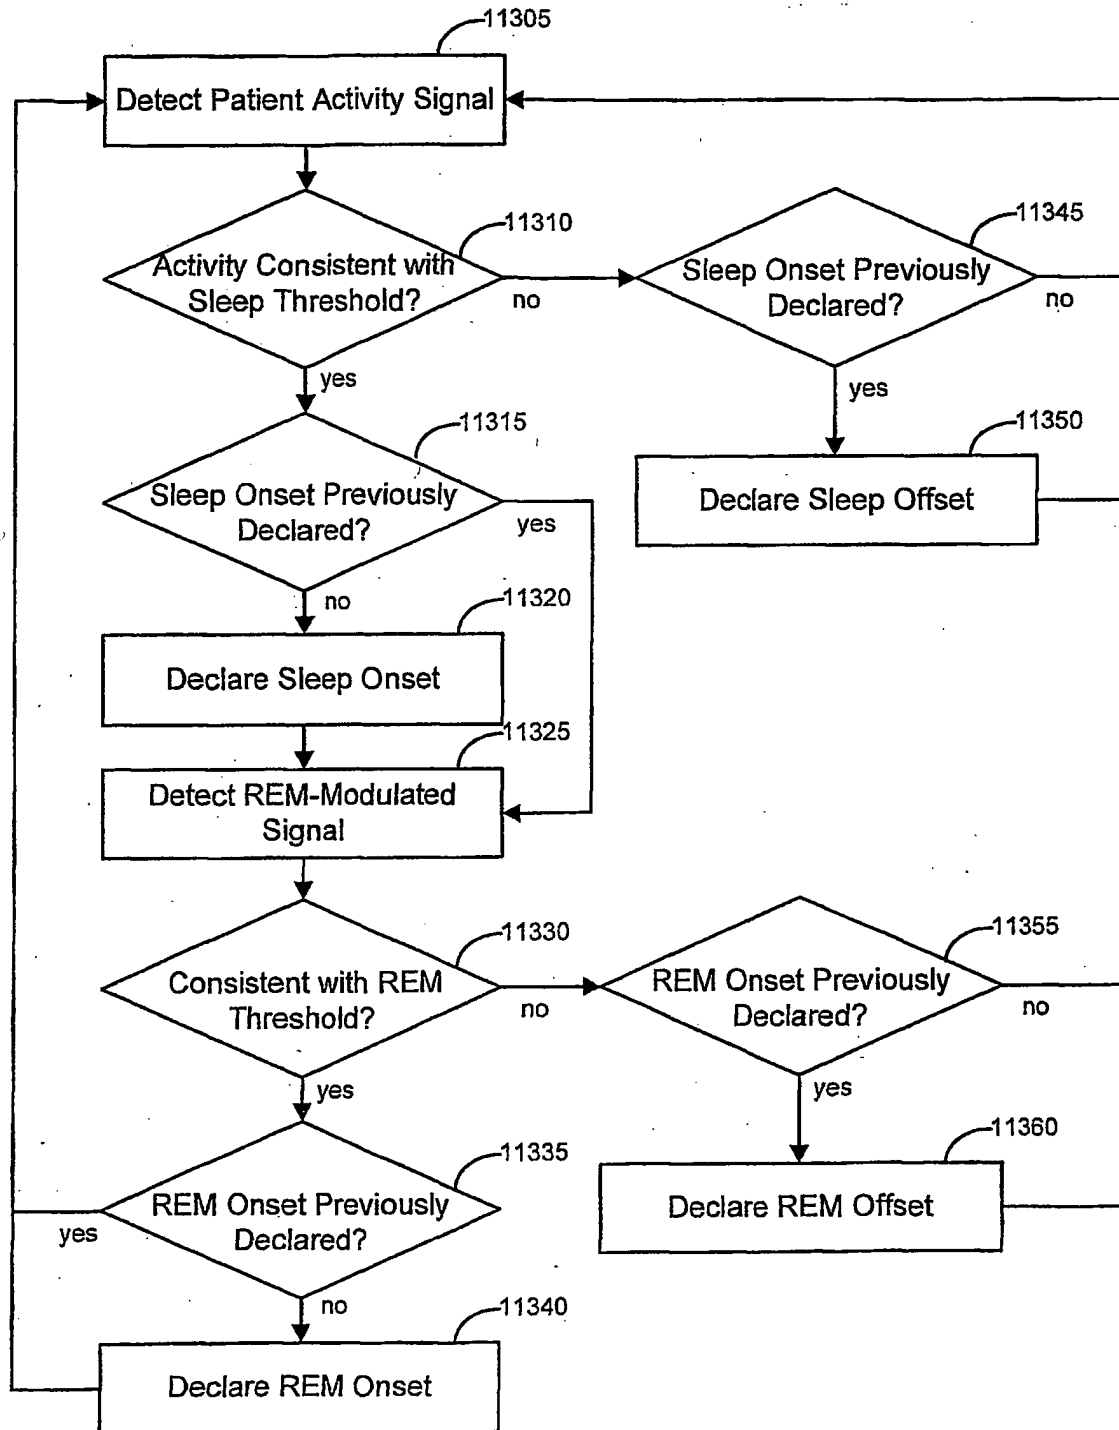 11305
Detect Patient Activity Signal
11310
Activity Consistent with
Sleep Threshold?
no
yes
11345
Sleep Onset Previously
Declared?
no
yes
11315
Sleep Onset Previously
Declared?
yes
no
11350
Declare Sleep Offset
11320
Declare Sleep Onset
11325
Detect REM-Modulated
Signal
11330
Consistent with REM
Threshold?
no
yes
11355
REM Onset Previously
Declared?
no
yes
11335
REM Onset Previously
Declared?
yes
no
11360
Declare REM Offset
11340
Declare REM Onset